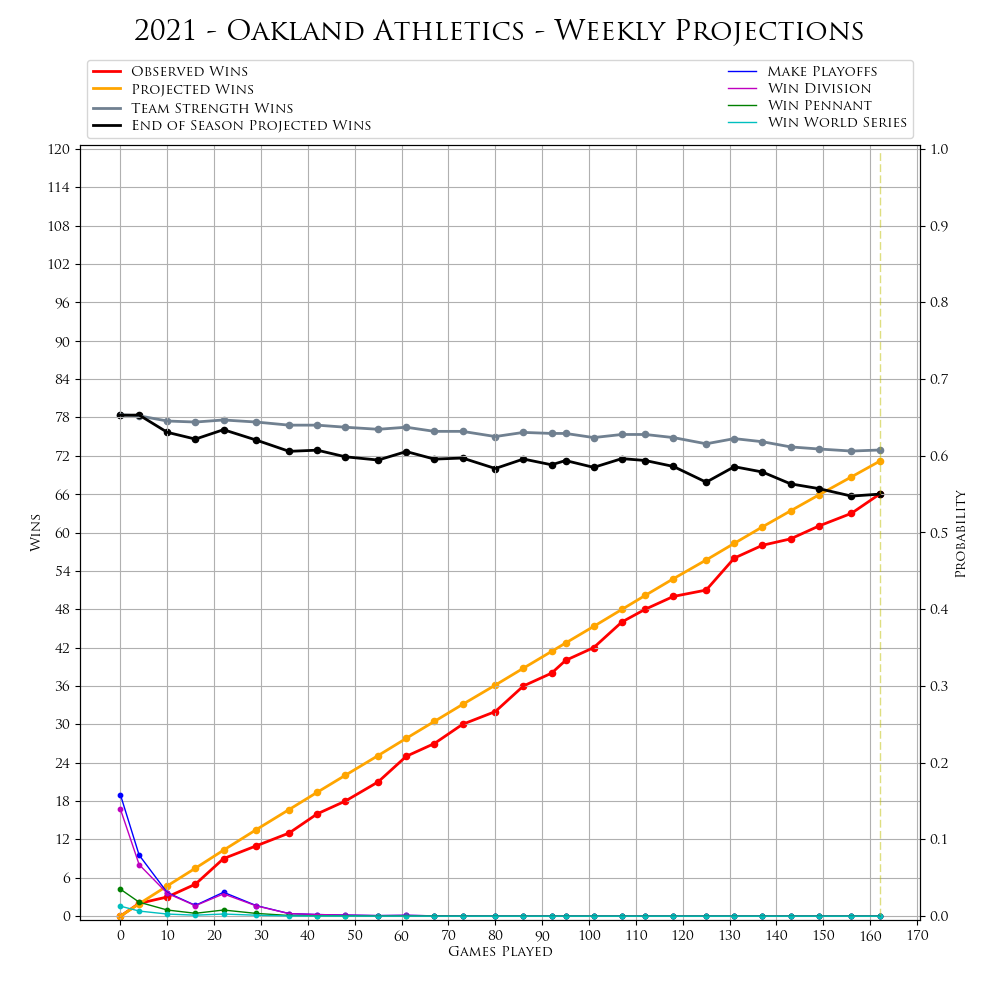 2021 - Oakland Athletics - Weekly Projections
Observed Wins
Projected Wins
Team Strength Wins
End of Season Projected Wins
Make Playoffs
Win Division
Win Pennant
Win World Series
120
114
108
102
96
90
84
78
72
66
60
54
48
42
36
30
24
18
12
6
0
Wins
1.0
0.9
0.8
0.7
0.6
0.5
0.4
0.3
0.2
0.1
0.0
Probability
0 10 20 30 40 50 60 70 80 90 100 110 120 130 140 150 160 170
Games Played